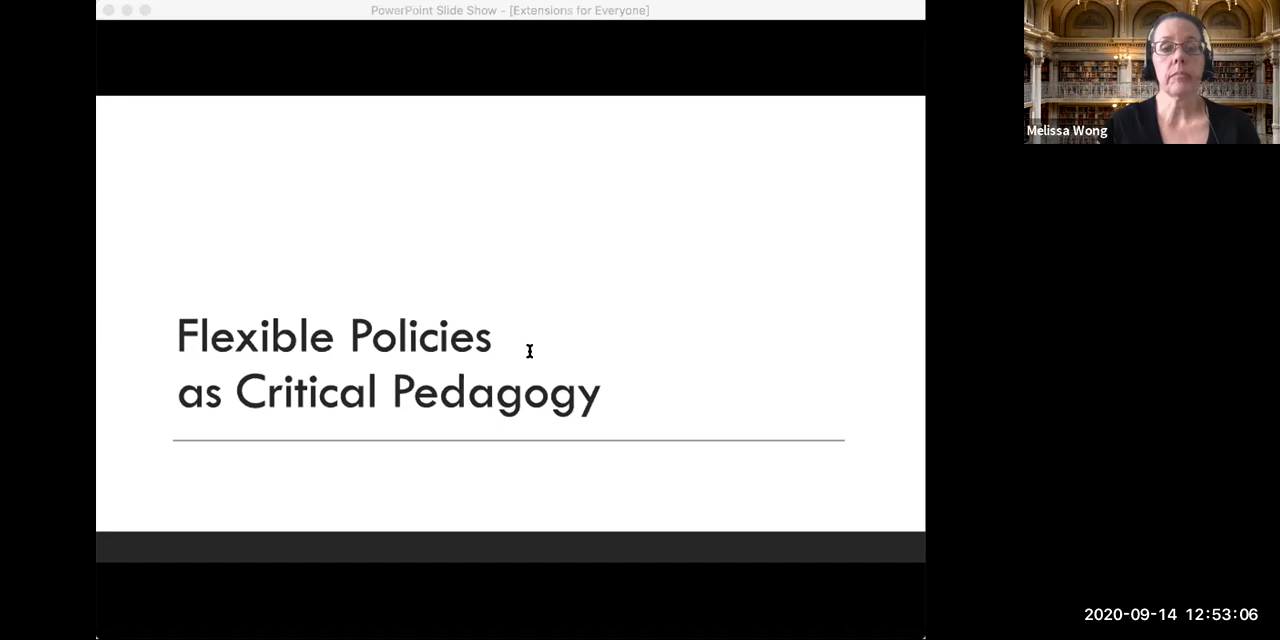 PowerPoint Slide Show - [Extensions for Everyone]
Melissa Wong
Flexible Policies
as Critical Pedagogy
2020-09-14 12:53:06